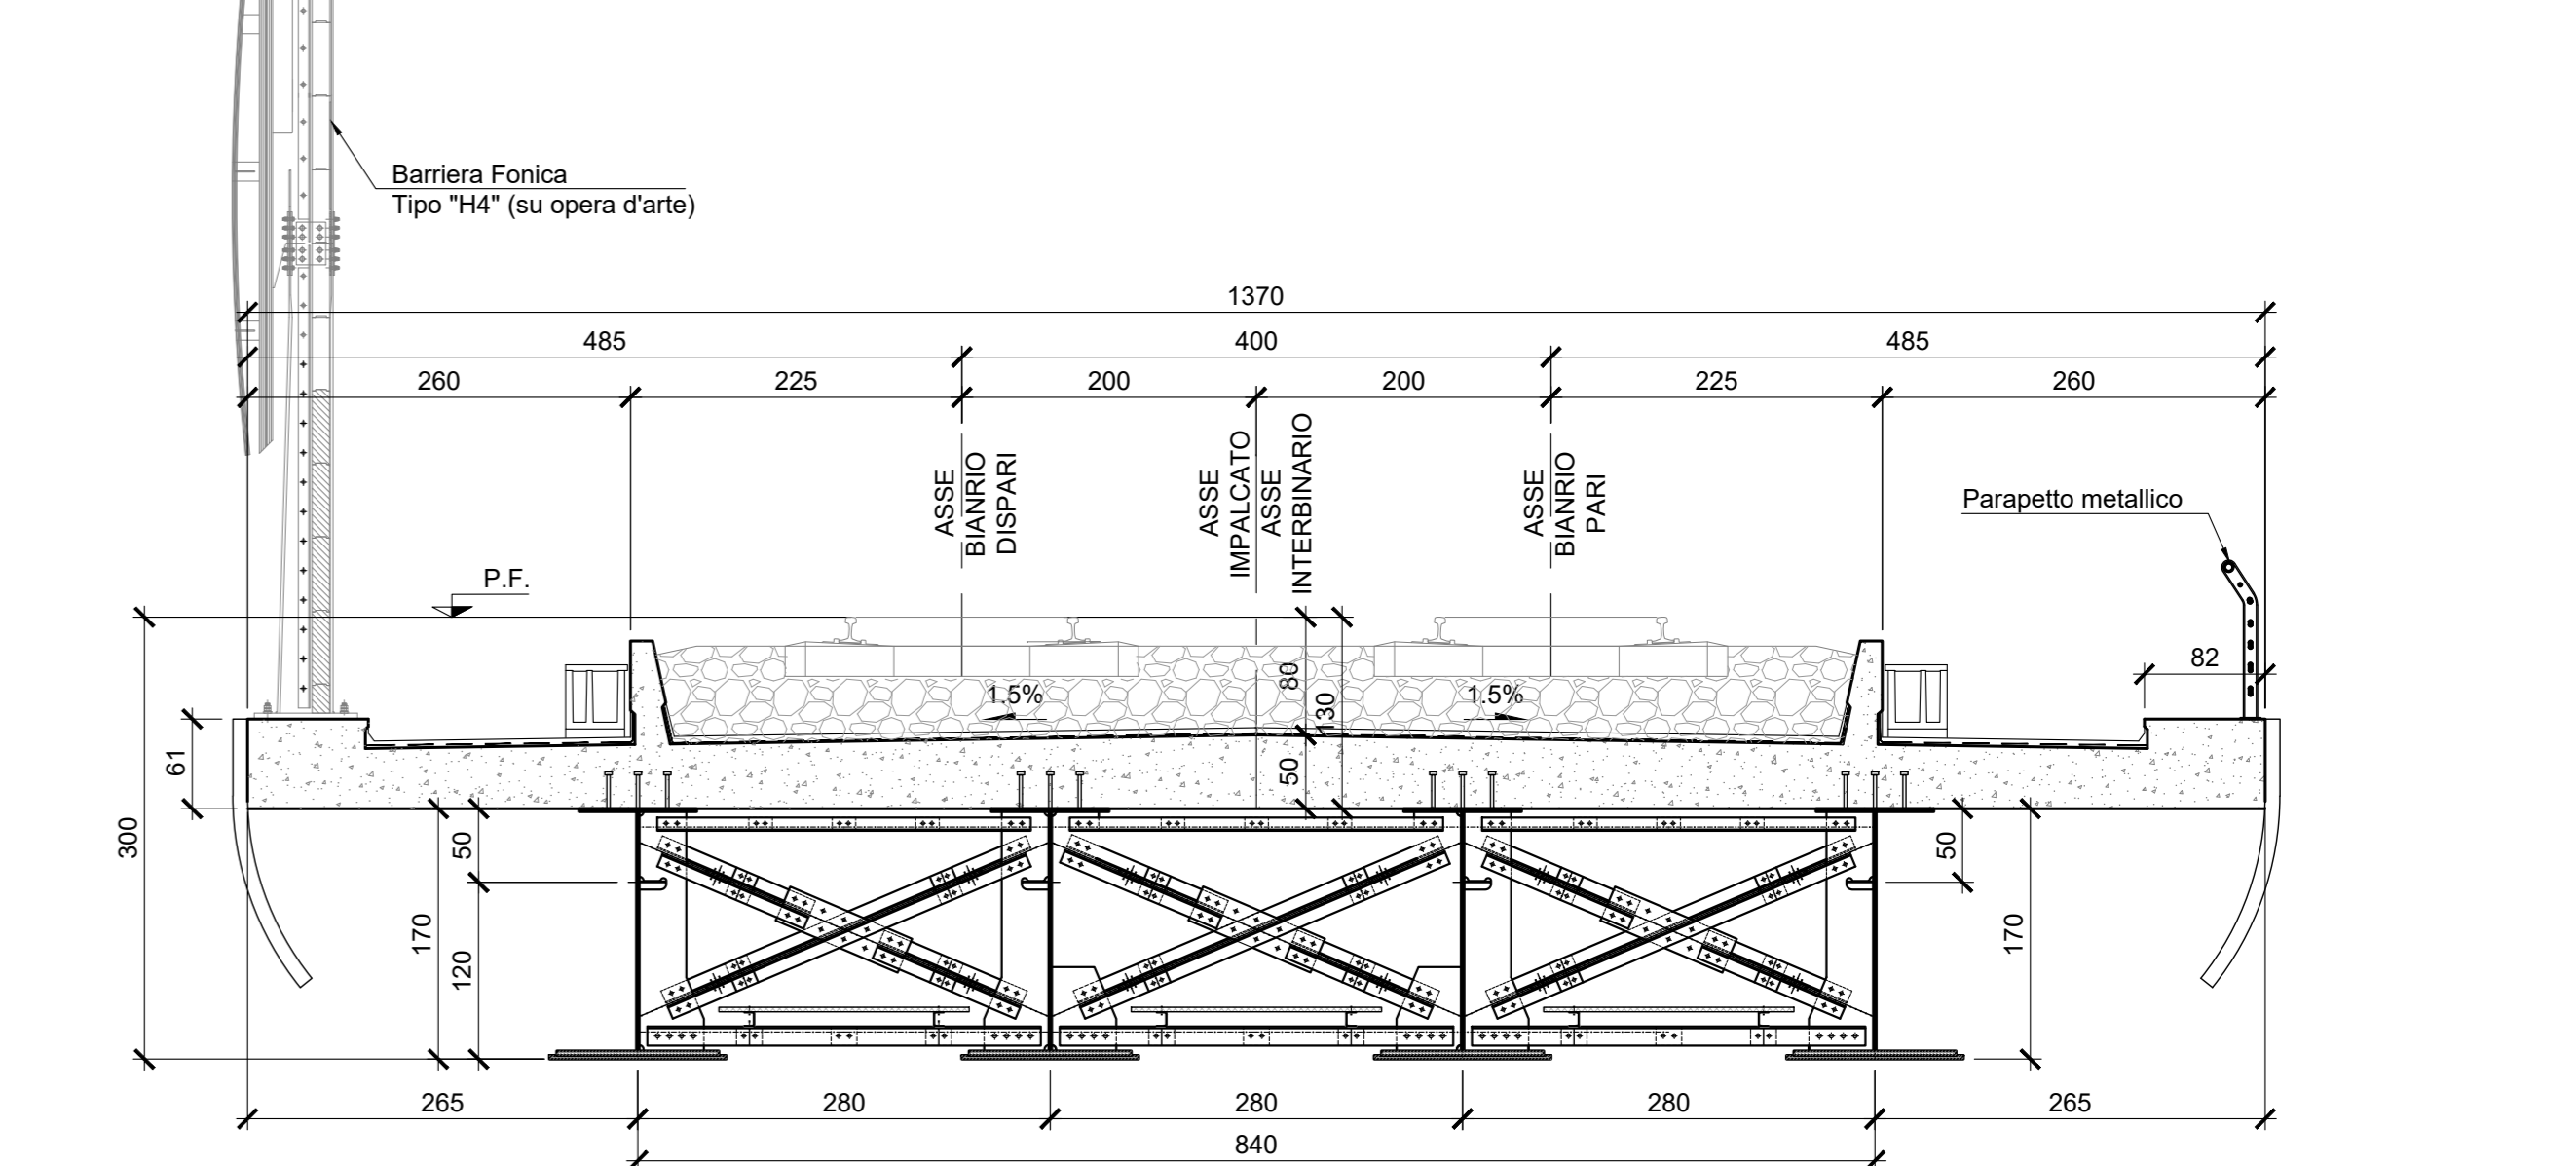 Barriera Fonica
Tipo "H4" (su opera d'arte)
1370
485
400
485
260
225
200
200
225
260
ASSE
BIANRIO
DISPARI
ASSE
IMPALCATO
ASSE
INTERBINARIO
ASSE
BIANRIO
PARI
Parapetto metallico
P.F.
82
80
130
1.5%
1.5%
61
50
300
50
170
120
50
170
265
280
280
280
265
840